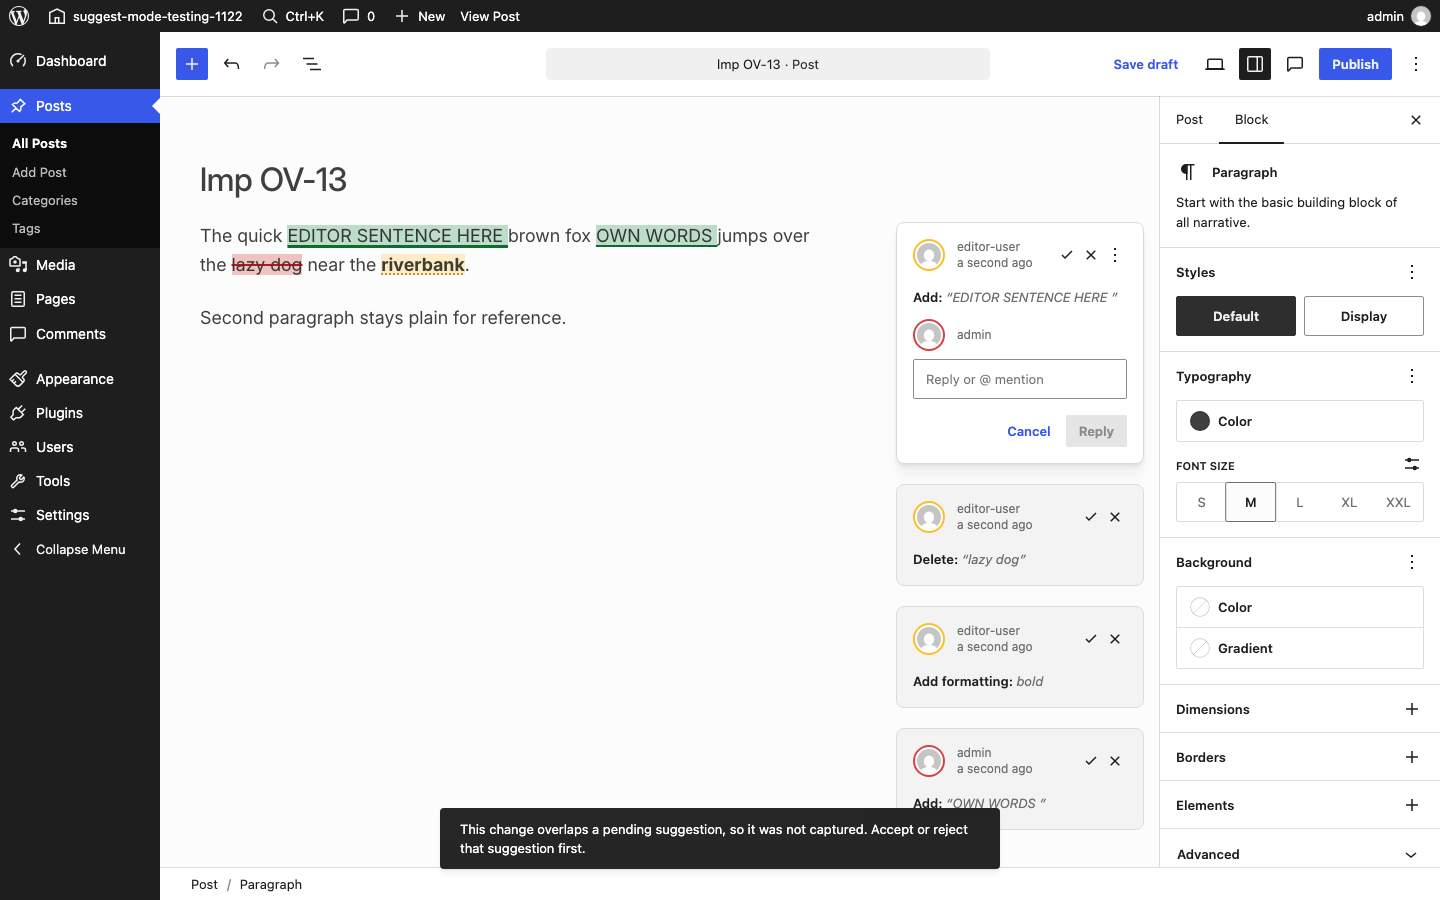 suggest-mode-testing-1122 Ctrl+K 0 New View Post admin
Dashboard
Posts
All Posts
Add Post
Categories
Tags
Media
Pages
Comments
Appearance
Plugins
Users
Tools
Settings
Collapse Menu
Imp OV-13 · Post
Save draft
Publish
Imp OV-13
The quick EDITOR SENTENCE HERE brown fox OWN WORDS jumps over
the lazy dog near the riverbank.
Second paragraph stays plain for reference.
editor-user
a second ago
Add: “EDITOR SENTENCE HERE ”
admin
Reply or @ mention
Cancel Reply
editor-user
a second ago
Delete: “lazy dog”
editor-user
a second ago
Add formatting: bold
admin
a second ago
Add: “OWN WORDS ”
This change overlaps a pending suggestion, so it was not captured. Accept or reject
that suggestion first.
Post Block
Paragraph
Start with the basic building block of
all narrative.
Styles
Default Display
Typography
Color
FONT SIZE
S M L XL XXL
Background
Color
Gradient
Dimensions
Borders
Elements
Advanced
Post / Paragraph